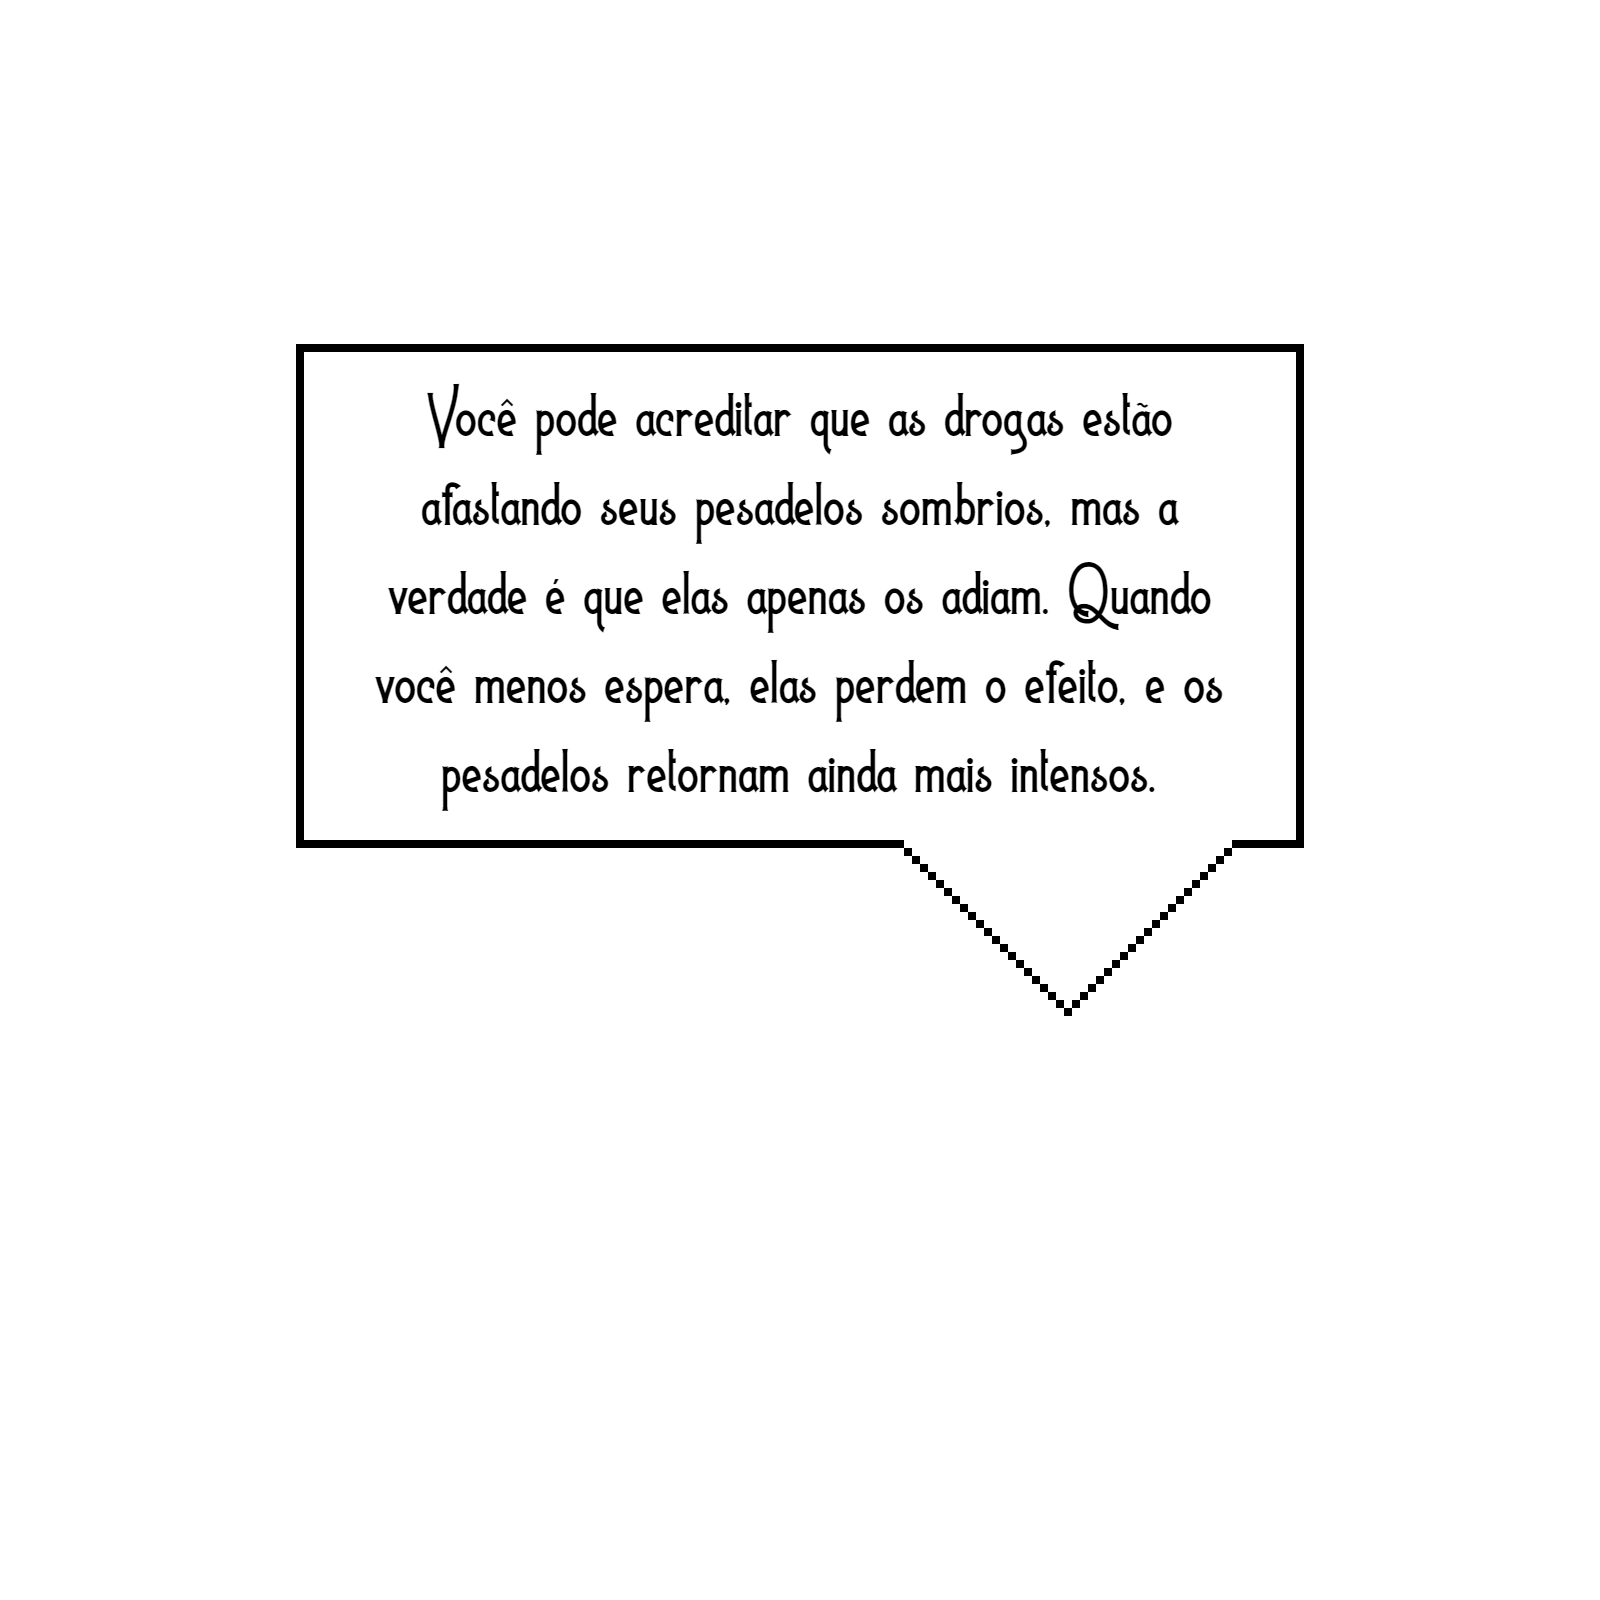 Você pode acreditar que as drogas estão
afastando seus pesadelos sombrios, mas a
verdade é que elas apenas os adiam. Quando
você menos espera, elas perdem o efeito, e os
pesadelos retornam ainda mais intensos.